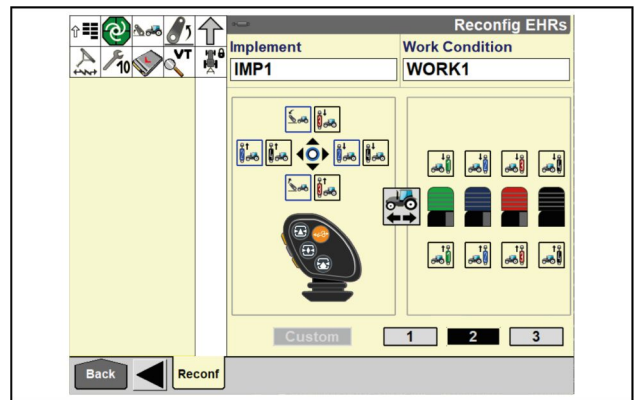 Reconfig EHRs
Implement
Work Condition
IMP1
WORK1
VT
10
Custom
1
2
3
Back
Reconf